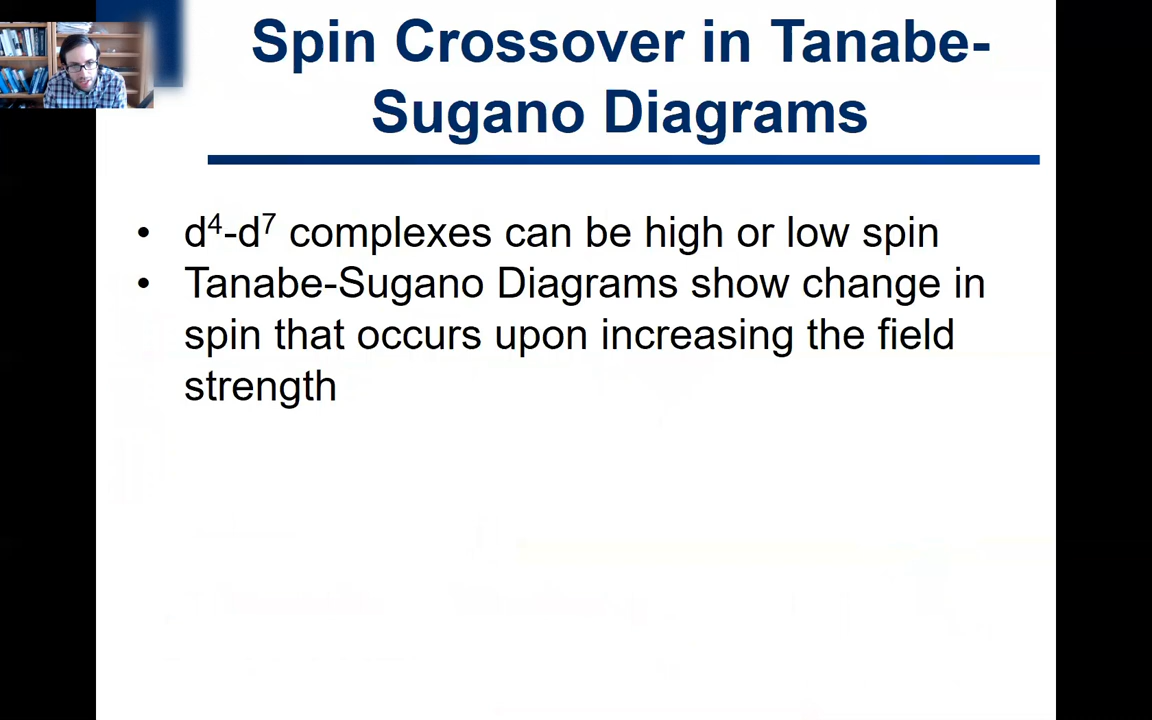 Spin Crossover in Tanabe-
Sugano Diagrams
• d⁴-d⁷ complexes can be high or low spin
• Tanabe-Sugano Diagrams show change in
spin that occurs upon increasing the field
strength